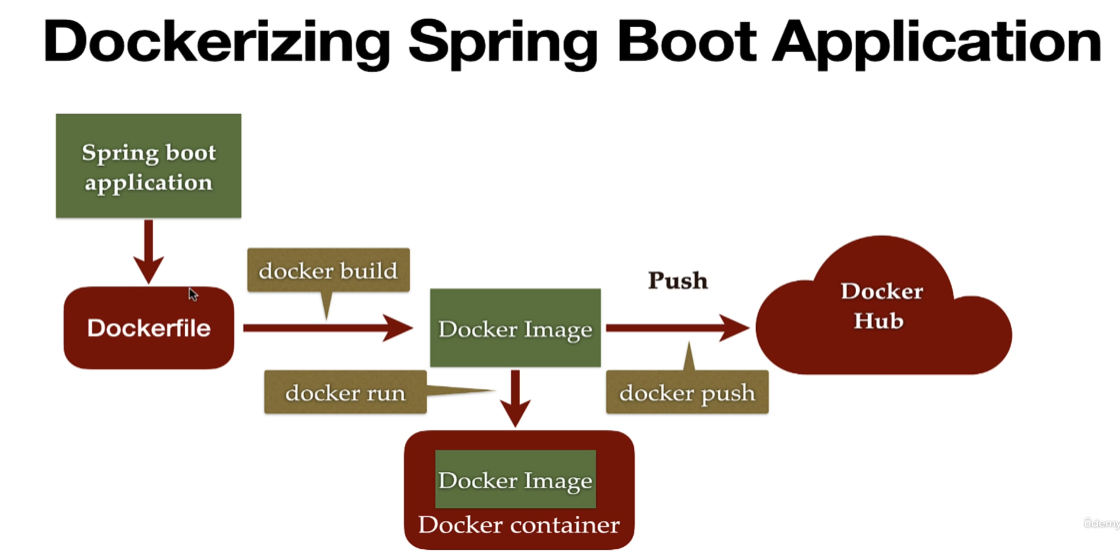 Dockerizing Spring Boot Application
Spring boot
application
docker build
Push
Docker
Hub
Dockerfile
Docker Image
docker run
docker push
Docker Image
Docker container
ûdemy